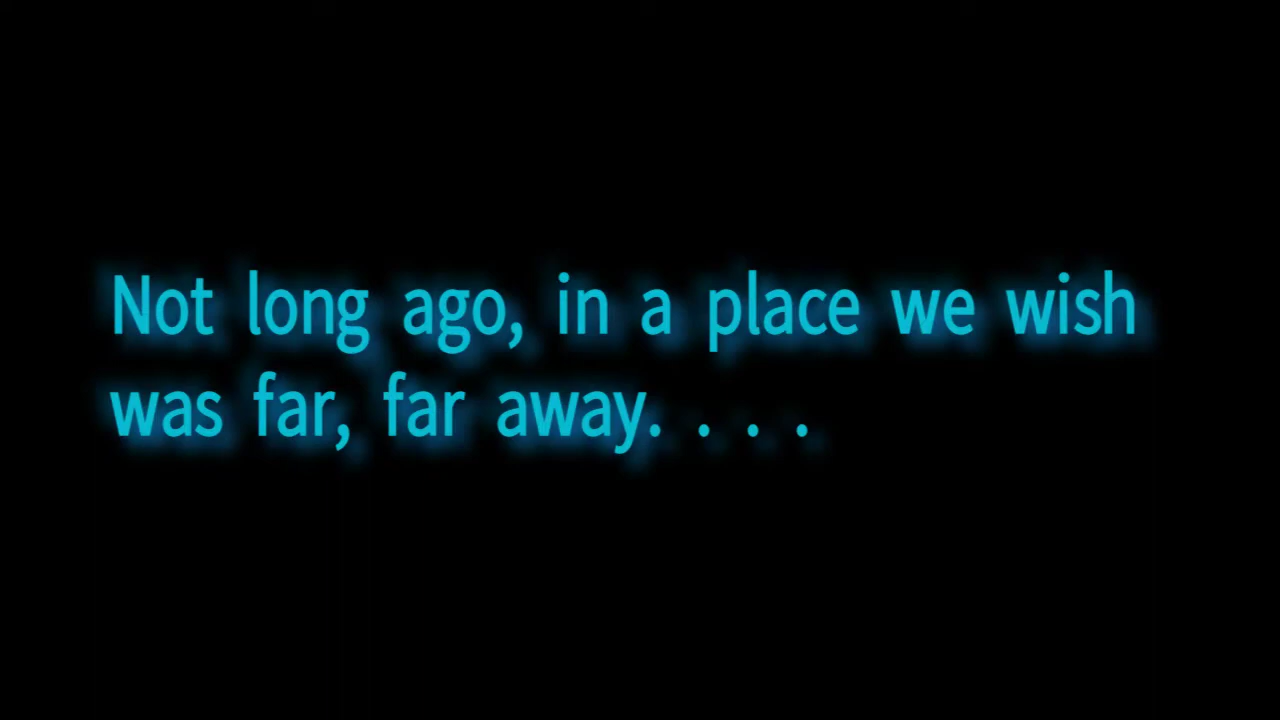 Not long ago, in a place we wish
was far, far away. . . .